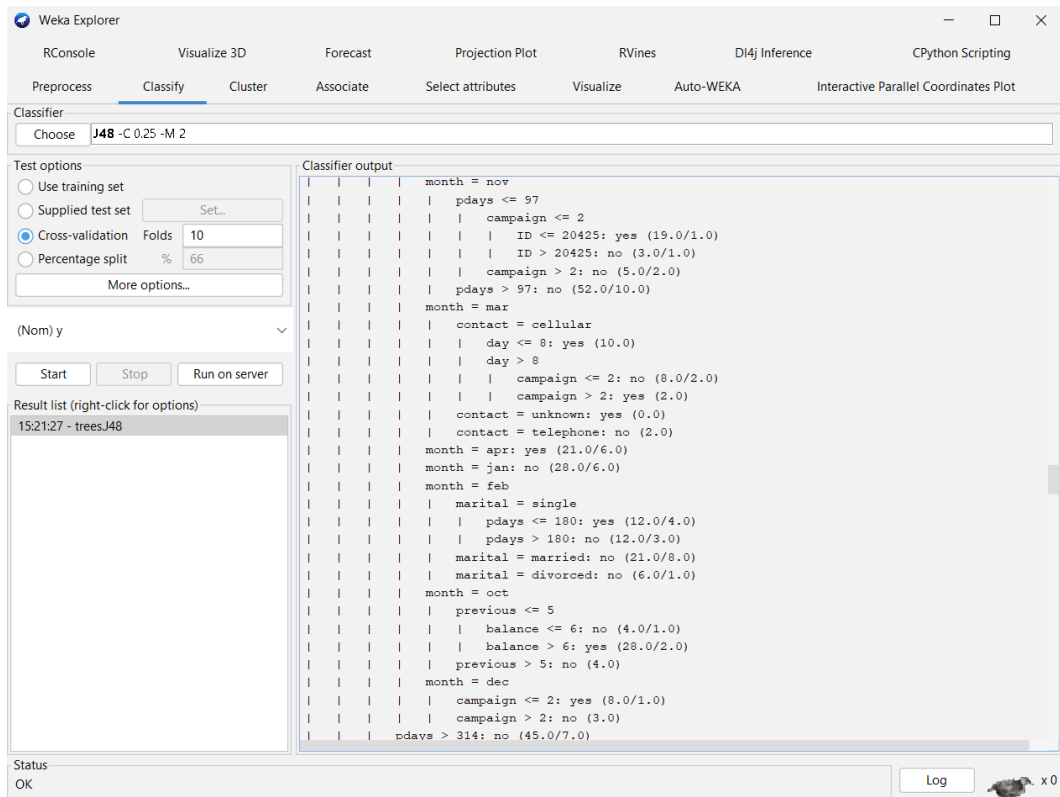 Weka Explorer
RConsole Visualize 3D Forecast Projection Plot RVines Dl4j Inference CPython Scripting
Preprocess Classify Cluster Associate Select attributes Visualize Auto-WEKA Interactive Parallel Coordinates Plot
Classifier
Choose J48 -C 0.25 -M 2
Test options
Use training set
Supplied test set Set...
Cross-validation Folds 10
Percentage split % 66
More options...
(Nom) y
Start Stop Run on server
Result list (right-click for options)
15:21:27 - trees.J48
Classifier output
| | | | month = nov
| | | | | pdays <= 97
| | | | | | campaign <= 2
| | | | | | | ID <= 20425: yes (19.0/1.0)
| | | | | | | ID > 20425: no (3.0/1.0)
| | | | | | campaign > 2: no (5.0/2.0)
| | | | | pdays > 97: no (52.0/10.0)
| | | | month = mar
| | | | | contact = cellular
| | | | | | day <= 8: yes (10.0)
| | | | | | day > 8
| | | | | | | campaign <= 2: no (8.0/2.0)
| | | | | | | campaign > 2: yes (2.0)
| | | | | contact = unknown: yes (0.0)
| | | | | contact = telephone: no (2.0)
| | | | month = apr: yes (21.0/6.0)
| | | | month = jan: no (28.0/6.0)
| | | | month = feb
| | | | | marital = single
| | | | | | pdays <= 180: yes (12.0/4.0)
| | | | | | pdays > 180: no (12.0/3.0)
| | | | | marital = married: no (21.0/8.0)
| | | | | marital = divorced: no (6.0/1.0)
| | | | month = oct
| | | | | previous <= 5
| | | | | | balance <= 6: no (4.0/1.0)
| | | | | | balance > 6: yes (28.0/2.0)
| | | | | previous > 5: no (4.0)
| | | | month = dec
| | | | | campaign <= 2: yes (8.0/1.0)
| | | | | campaign > 2: no (3.0)
| | | pdays > 314: no (45.0/7.0)
Status
OK
Log x 0